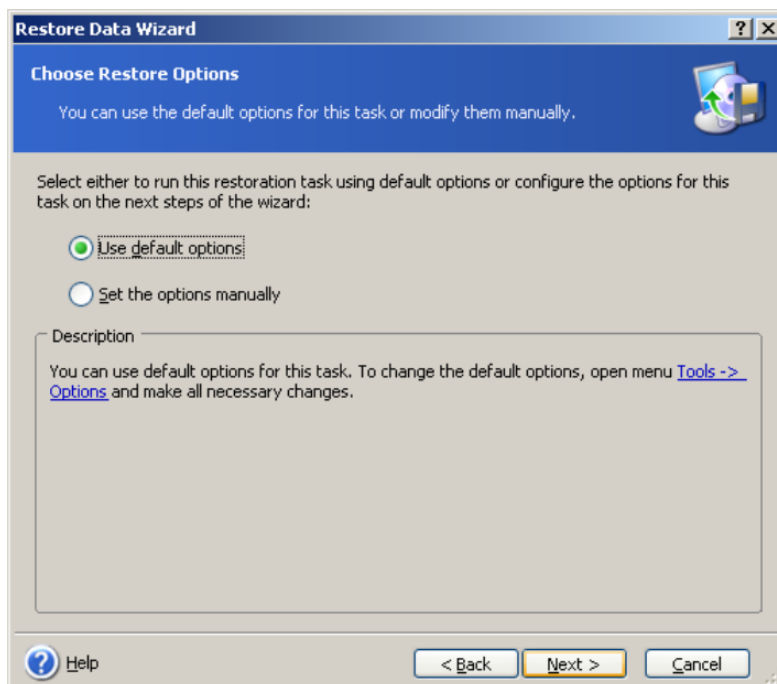 Restore Data Wizard
Choose Restore Options
You can use the default options for this task or modify them manually.
Select either to run this restoration task using default options or configure the options for this
task on the next steps of the wizard:
Use default options
Set the options manually
Description
You can use default options for this task. To change the default options, open menu Tools ->
Options and make all necessary changes.
Help
< Back
Next >
Cancel